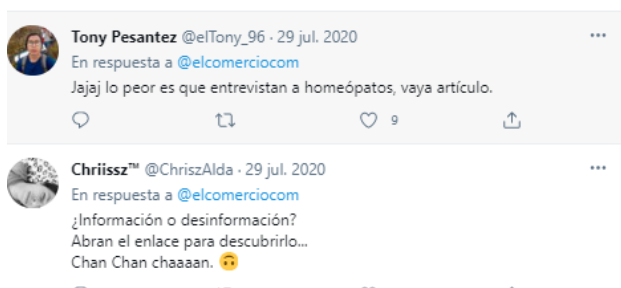 Tony Pesantez @elTony_96 · 29 jul. 2020
En respuesta a @elcomerciocom
Jajaj lo peor es que entrevistan a homeópatos, vaya artículo.
9
Chriissz™ @ChriszAlda · 29 jul. 2020
En respuesta a @elcomerciocom
¿Información o desinformación?
Abran el enlace para descubrirlo...
Chan Chan chaaaan. 🙃